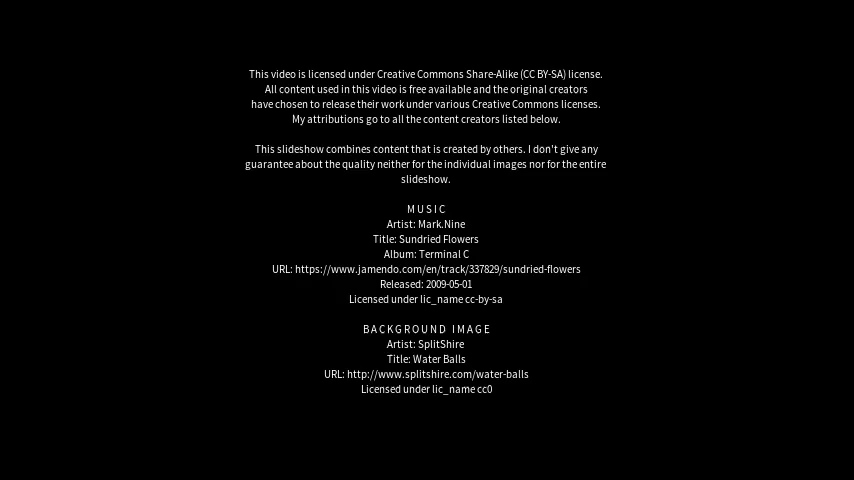 This video is licensed under Creative Commons Share-Alike (CC BY-SA) license.
All content used in this video is free available and the original creators
have chosen to release their work under various Creative Commons licenses.
My attributions go to all the content creators listed below.
This slideshow combines content that is created by others. I don't give any
guarantee about the quality neither for the individual images nor for the entire
slideshow.
MUSIC
Artist: Mark.Nine
Title: Sundried Flowers
Album: Terminal C
URL: https://www.jamendo.com/en/track/337829/sundried-flowers
Released: 2009-05-01
Licensed under lic_name cc-by-sa
BACKGROUND IMAGE
Artist: SplitShire
Title: Water Balls
URL: http://www.splitshire.com/water-balls
Licensed under lic_name cc0